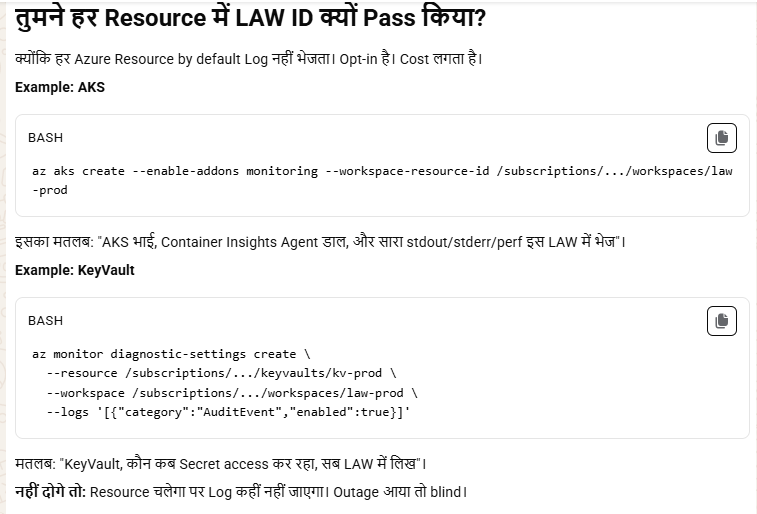 तुमने हर Resource में LAW ID क्यों Pass किया?
क्योंकि हर Azure Resource by default Log नहीं भेजता। Opt-in है। Cost लगता है।
Example: AKS
BASH
az aks create --enable-addons monitoring --workspace-resource-id /subscriptions/.../workspaces/law
-prod
इसका मतलब: "AKS भाई, Container Insights Agent डाल, और सारा stdout/stderr/perf इस LAW में भेज"।
Example: KeyVault
BASH
az monitor diagnostic-settings create \
--resource /subscriptions/.../keyvaults/kv-prod \
--workspace /subscriptions/.../workspaces/law-prod \
--logs '[{"category":"AuditEvent","enabled":true}]'
मतलब: "KeyVault, कौन कब Secret access कर रहा, सब LAW में लिख"।
नहीं दोगे तो: Resource चलेगा पर Log कहीं नहीं जाएगा। Outage आया तो blind।